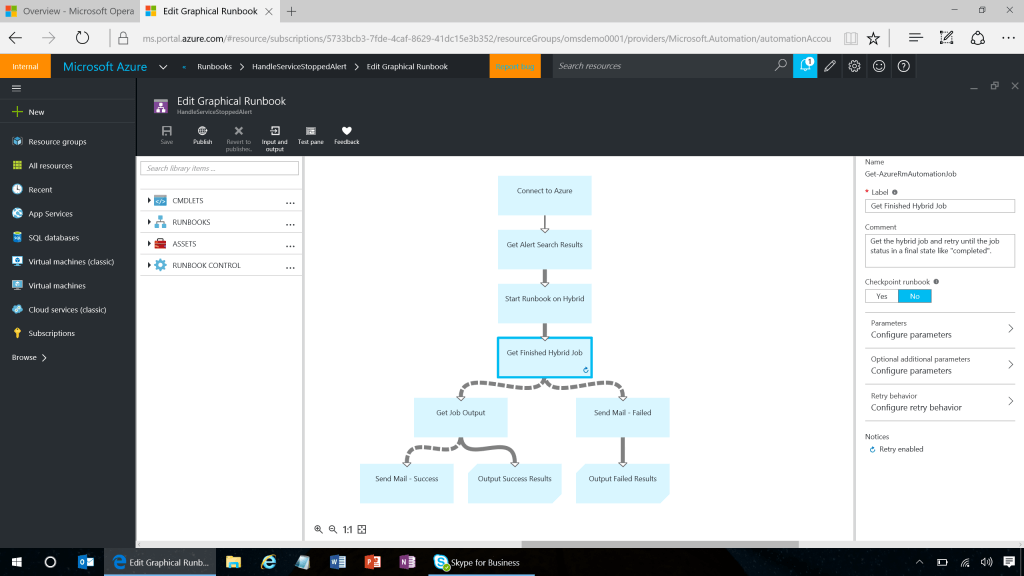 Overview - Microsoft Opera
Edit Graphical Runbook
ms.portal.azure.com/#resource/subscriptions/5733bcb3-7fde-4caf-8629-41dc15e3b352/resourceGroups/omsdemo0001/providers/Microsoft.Automation/automationAccou
Internal
Microsoft Azure
Runbooks > HandleServiceStoppedAlert > Edit Graphical Runbook
Report bug
Search resources
1
New
Resource groups
All resources
Recent
App Services
SQL databases
Virtual machines (classic)
Virtual machines
Cloud services (classic)
Subscriptions
Browse >
Edit Graphical Runbook
HandleServiceStoppedAlert
Save
Publish
Revert to
publishe..
Input and
output
Test pane
Feedback
Search library items ...
CMDLETS ...
RUNBOOKS ...
ASSETS ...
RUNBOOK CONTROL ...
Connect to Azure
Get Alert Search Results
Start Runbook on Hybrid
Get Finished Hybrid Job
Get Job Output
Send Mail - Failed
Send Mail - Success
Output Success Results
Output Failed Results
1:1
Name
Get-AzureRmAutomationJob
* Label
Get Finished Hybrid Job
Comment
Get the hybrid job and retry until the job
status in a final state like "completed".
Checkpoint runbook
Yes No
Parameters
Configure parameters
Optional additional parameters
Configure parameters
Retry behavior
Configure retry behavior
Notices
Retry enabled
Edit Graphical Runb...
Skype for Business